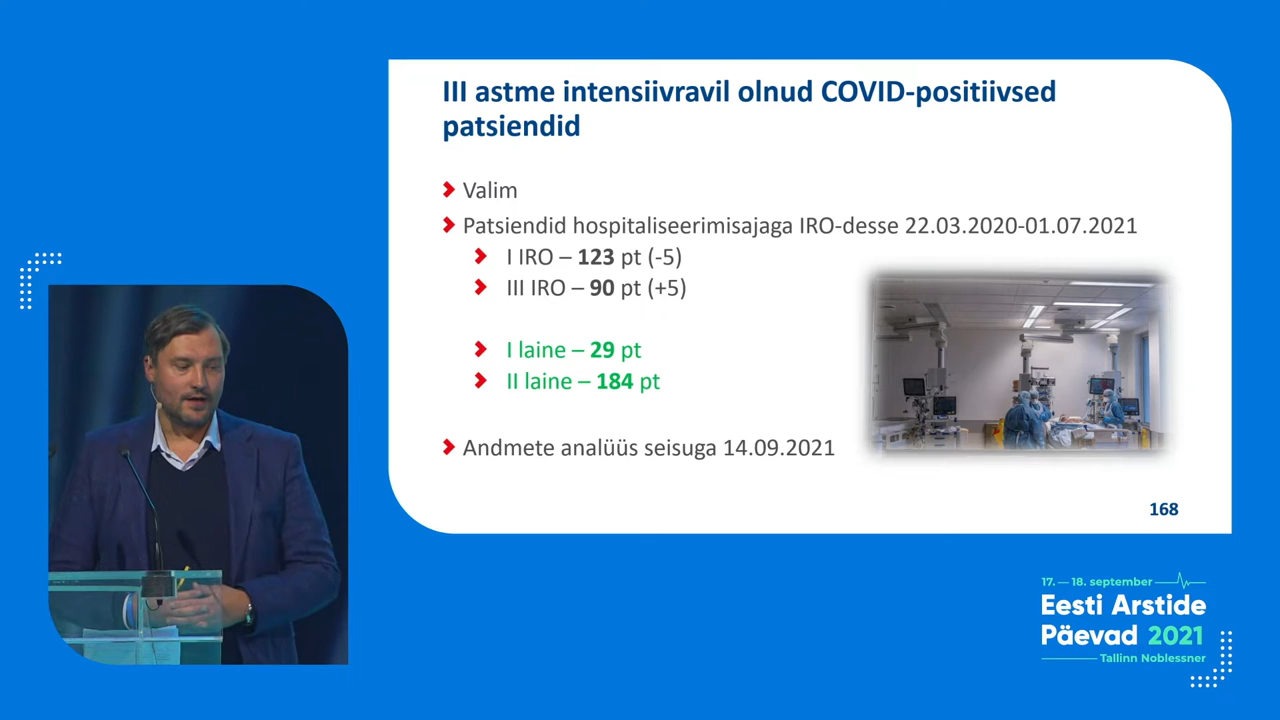 III astme intensiivravil olnud COVID-positiivsed
patsiendid
Valim
Patsiendid hospitaliseerimisajaga IRO-desse 22.03.2020-01.07.2021
I IRO – 123 pt (-5)
III IRO – 90 pt (+5)
I laine – 29 pt
II laine – 184 pt
Andmete analüüs seisuga 14.09.2021
168
17. — 18. september
Eesti Arstide
Päevad 2021
Tallinn Noblessner